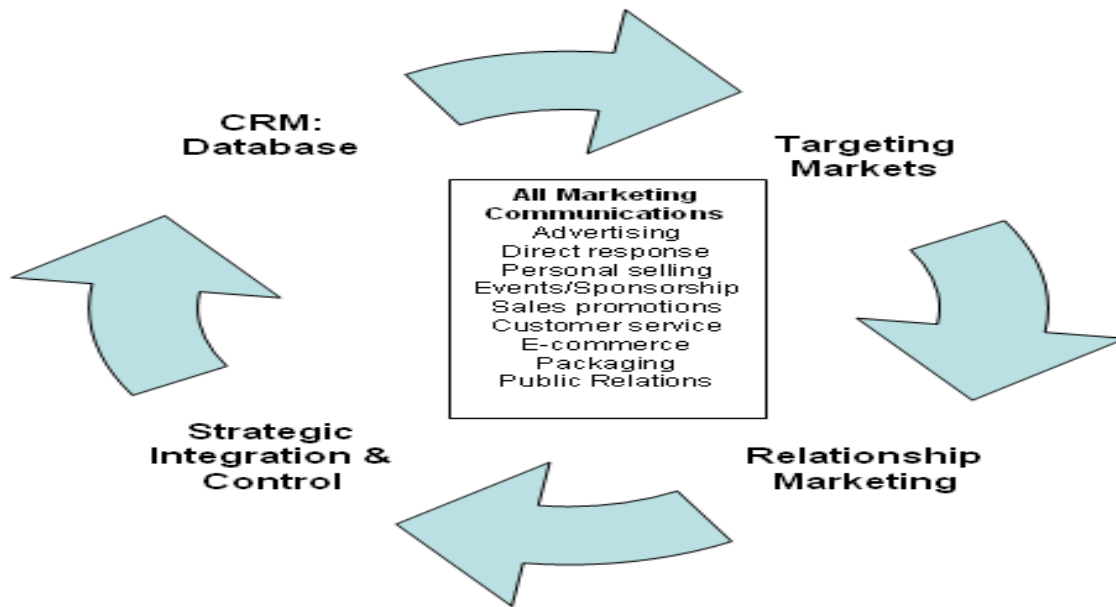 CRM:
Database
Targeting
Markets
All Marketing
Communications
Advertising
Direct response
Personal selling
Events/Sponsorship
Sales promotions
Customer service
E-commerce
Packaging
Public Relations
Strategic
Integration &
Control
Relationship
Marketing